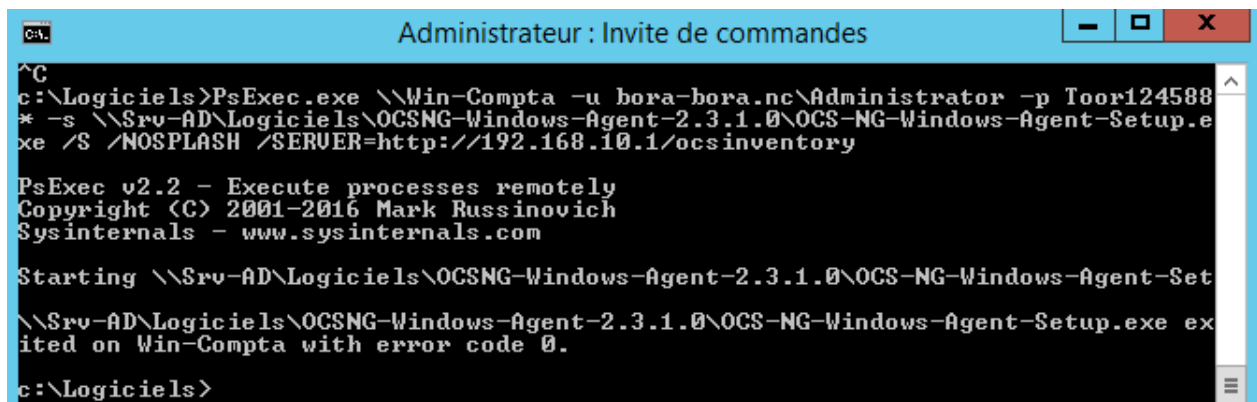 C:\.
Administrateur : Invite de commandes
^C
c:\Logiciels>PsExec.exe \\Win-Compta -u bora-bora.nc\Administrator -p Toor124588
* -s \\Srv-AD\Logiciels\OCSNG-Windows-Agent-2.3.1.0\OCS-NG-Windows-Agent-Setup.e
xe /S /NOSPLASH /SERVER=http://192.168.10.1/ocsinventory
PsExec v2.2 - Execute processes remotely
Copyright (C) 2001-2016 Mark Russinovich
Sysinternals - www.sysinternals.com
Starting \\Srv-AD\Logiciels\OCSNG-Windows-Agent-2.3.1.0\OCS-NG-Windows-Agent-Set
\\Srv-AD\Logiciels\OCSNG-Windows-Agent-2.3.1.0\OCS-NG-Windows-Agent-Setup.exe ex
ited on Win-Compta with error code 0.
c:\Logiciels>